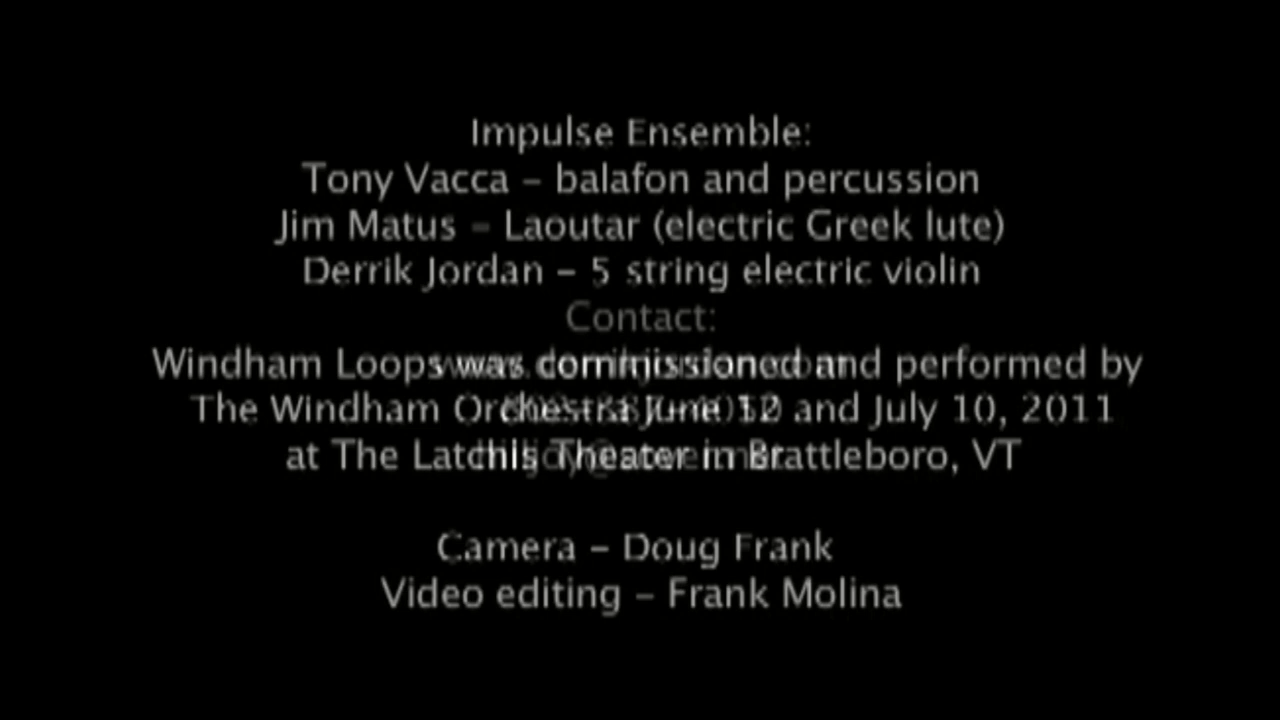 Impulse Ensemble:
Tony Vacca – balafon and percussion
Jim Matus – Laoutar (electric Greek lute)
Derrik Jordan – 5 string electric violin
Contact:
Windham Loops was commissioned and performed by
The Windham Orchestra June 12 and July 10, 2011
at The Latchis Theater in Brattleboro, VT
Camera – Doug Frank
Video editing – Frank Molina